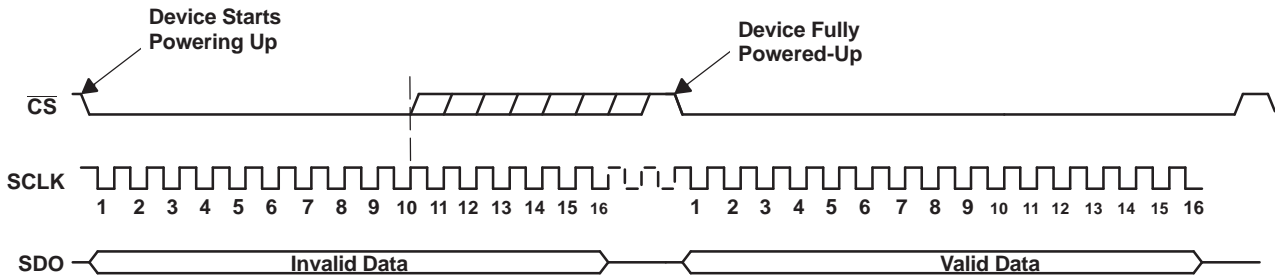 Device Starts
Powering Up
Device Fully
Powered-Up
CS
SCLK
1 2 3 4 5 6 7 8 9 10 11 12 13 14 15 16 1 2 3 4 5 6 7 8 9 10 11 12 13 14 15 16
SDO Invalid Data Valid Data